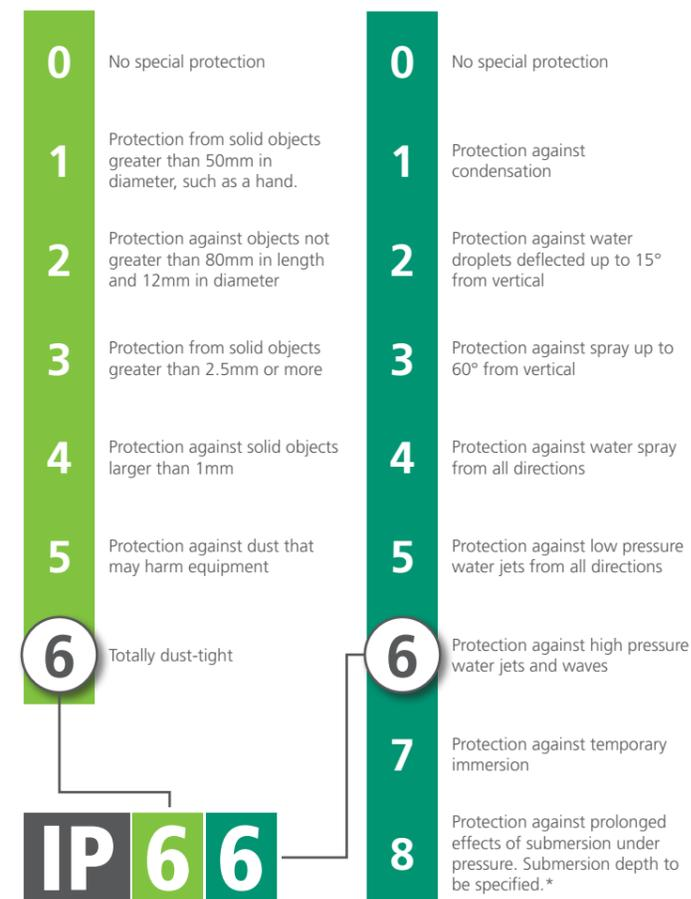 0
No special protection
1
Protection from solid objects
greater than 50mm in
diameter, such as a hand.
2
Protection against objects not
greater than 80mm in length
and 12mm in diameter
3
Protection from solid objects
greater than 2.5mm or more
4
Protection against solid objects
larger than 1mm
5
Protection against dust that
may harm equipment
6
Totally dust-tight
0
No special protection
1
Protection against
condensation
2
Protection against water
droplets deflected up to 15°
from vertical
3
Protection against spray up to
60° from vertical
4
Protection against water spray
from all directions
5
Protection against low pressure
water jets from all directions
6
Protection against high pressure
water jets and waves
7
Protection against temporary
immersion
8
Protection against prolonged
effects of submersion under
pressure. Submersion depth to
be specified.*
IP 6 6